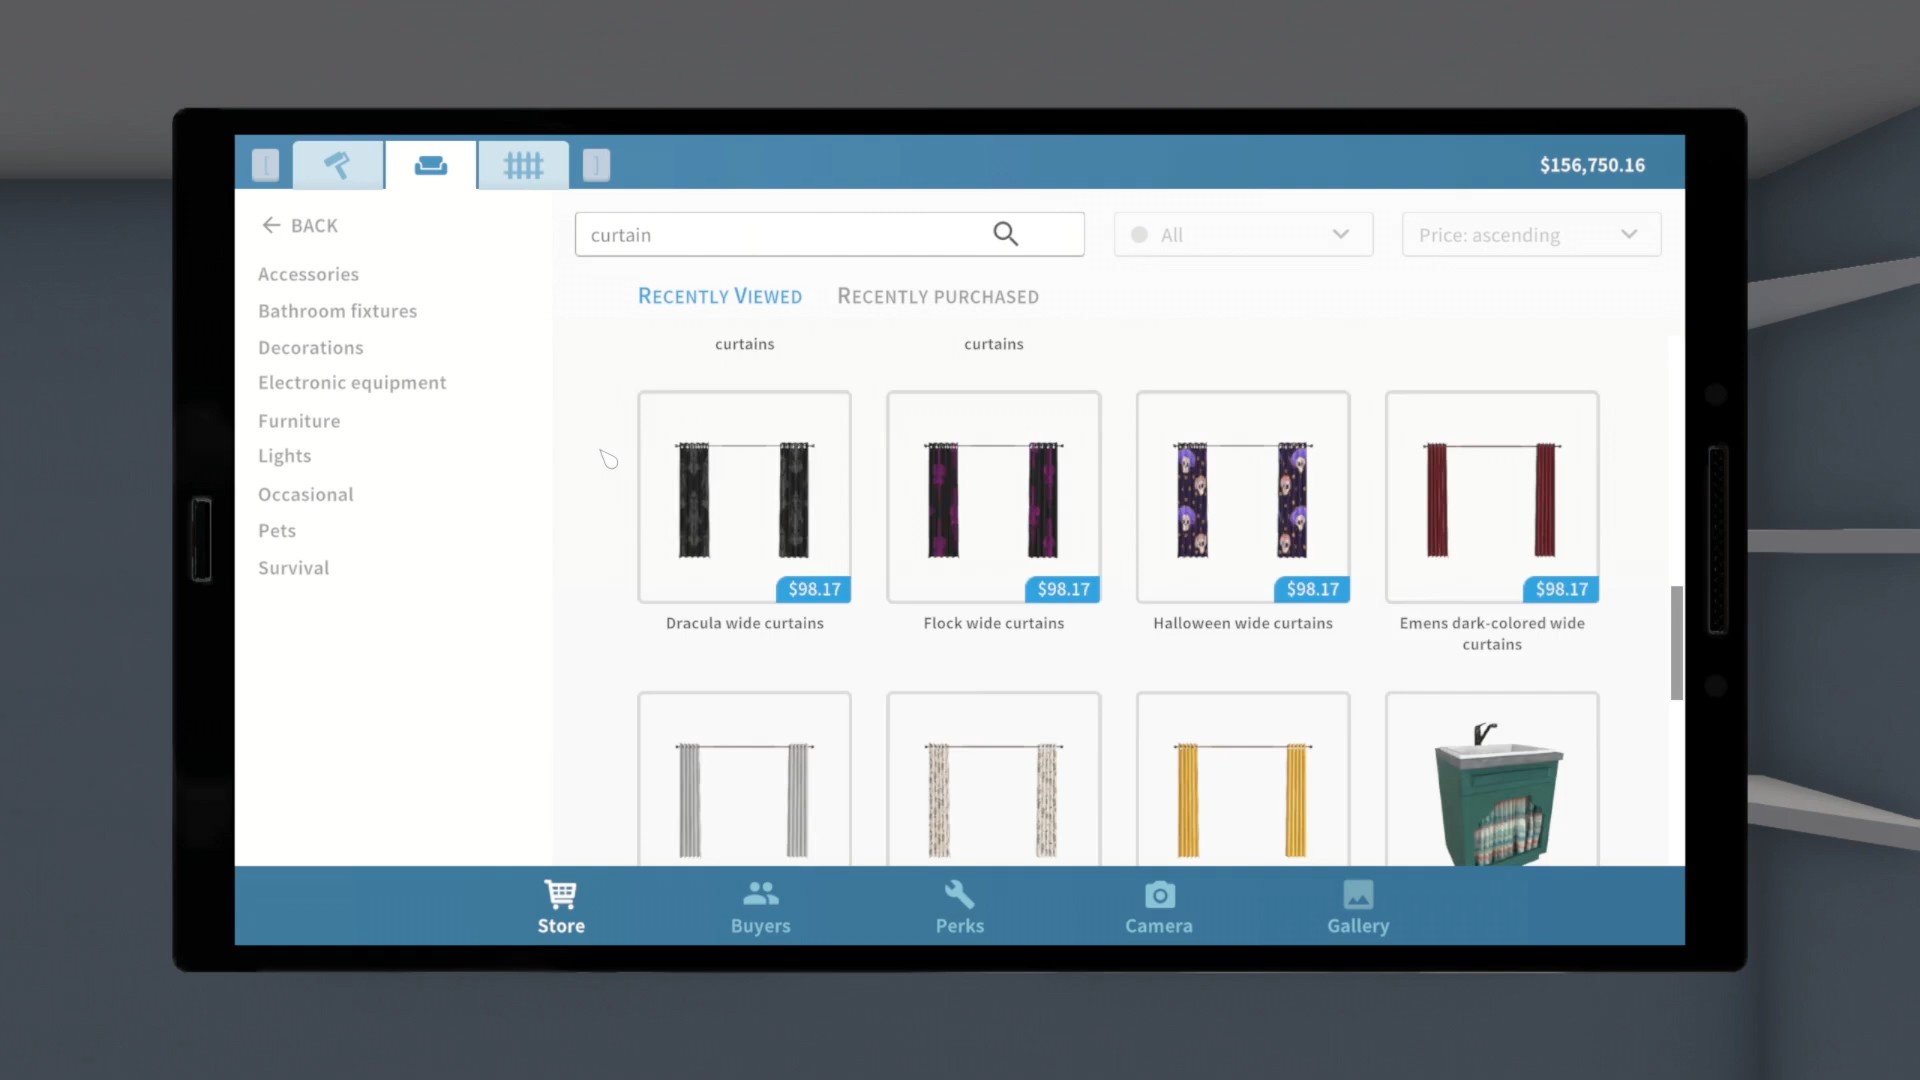 [
]
$156,750.16
BACK
Accessories
Bathroom fixtures
Decorations
Electronic equipment
Furniture
Lights
Occasional
Pets
Survival
curtain
All
Price: ascending
RECENTLY VIEWED
RECENTLY PURCHASED
curtains
curtains
$98.17
$98.17
$98.17
$98.17
Dracula wide curtains
Flock wide curtains
Halloween wide curtains
Emens dark-colored wide
curtains
Store
Buyers
Perks
Camera
Gallery